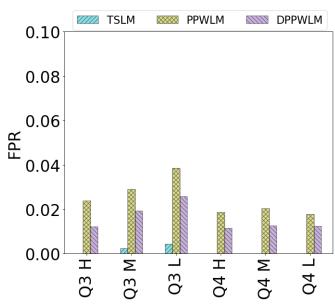 TSLM PPWLM DPPWLM
0.10
0.08
0.06
0.04
0.02
0.00
FPR
Q3 H
Q3 M
Q3 L
Q4 H
Q4 M
Q4 L